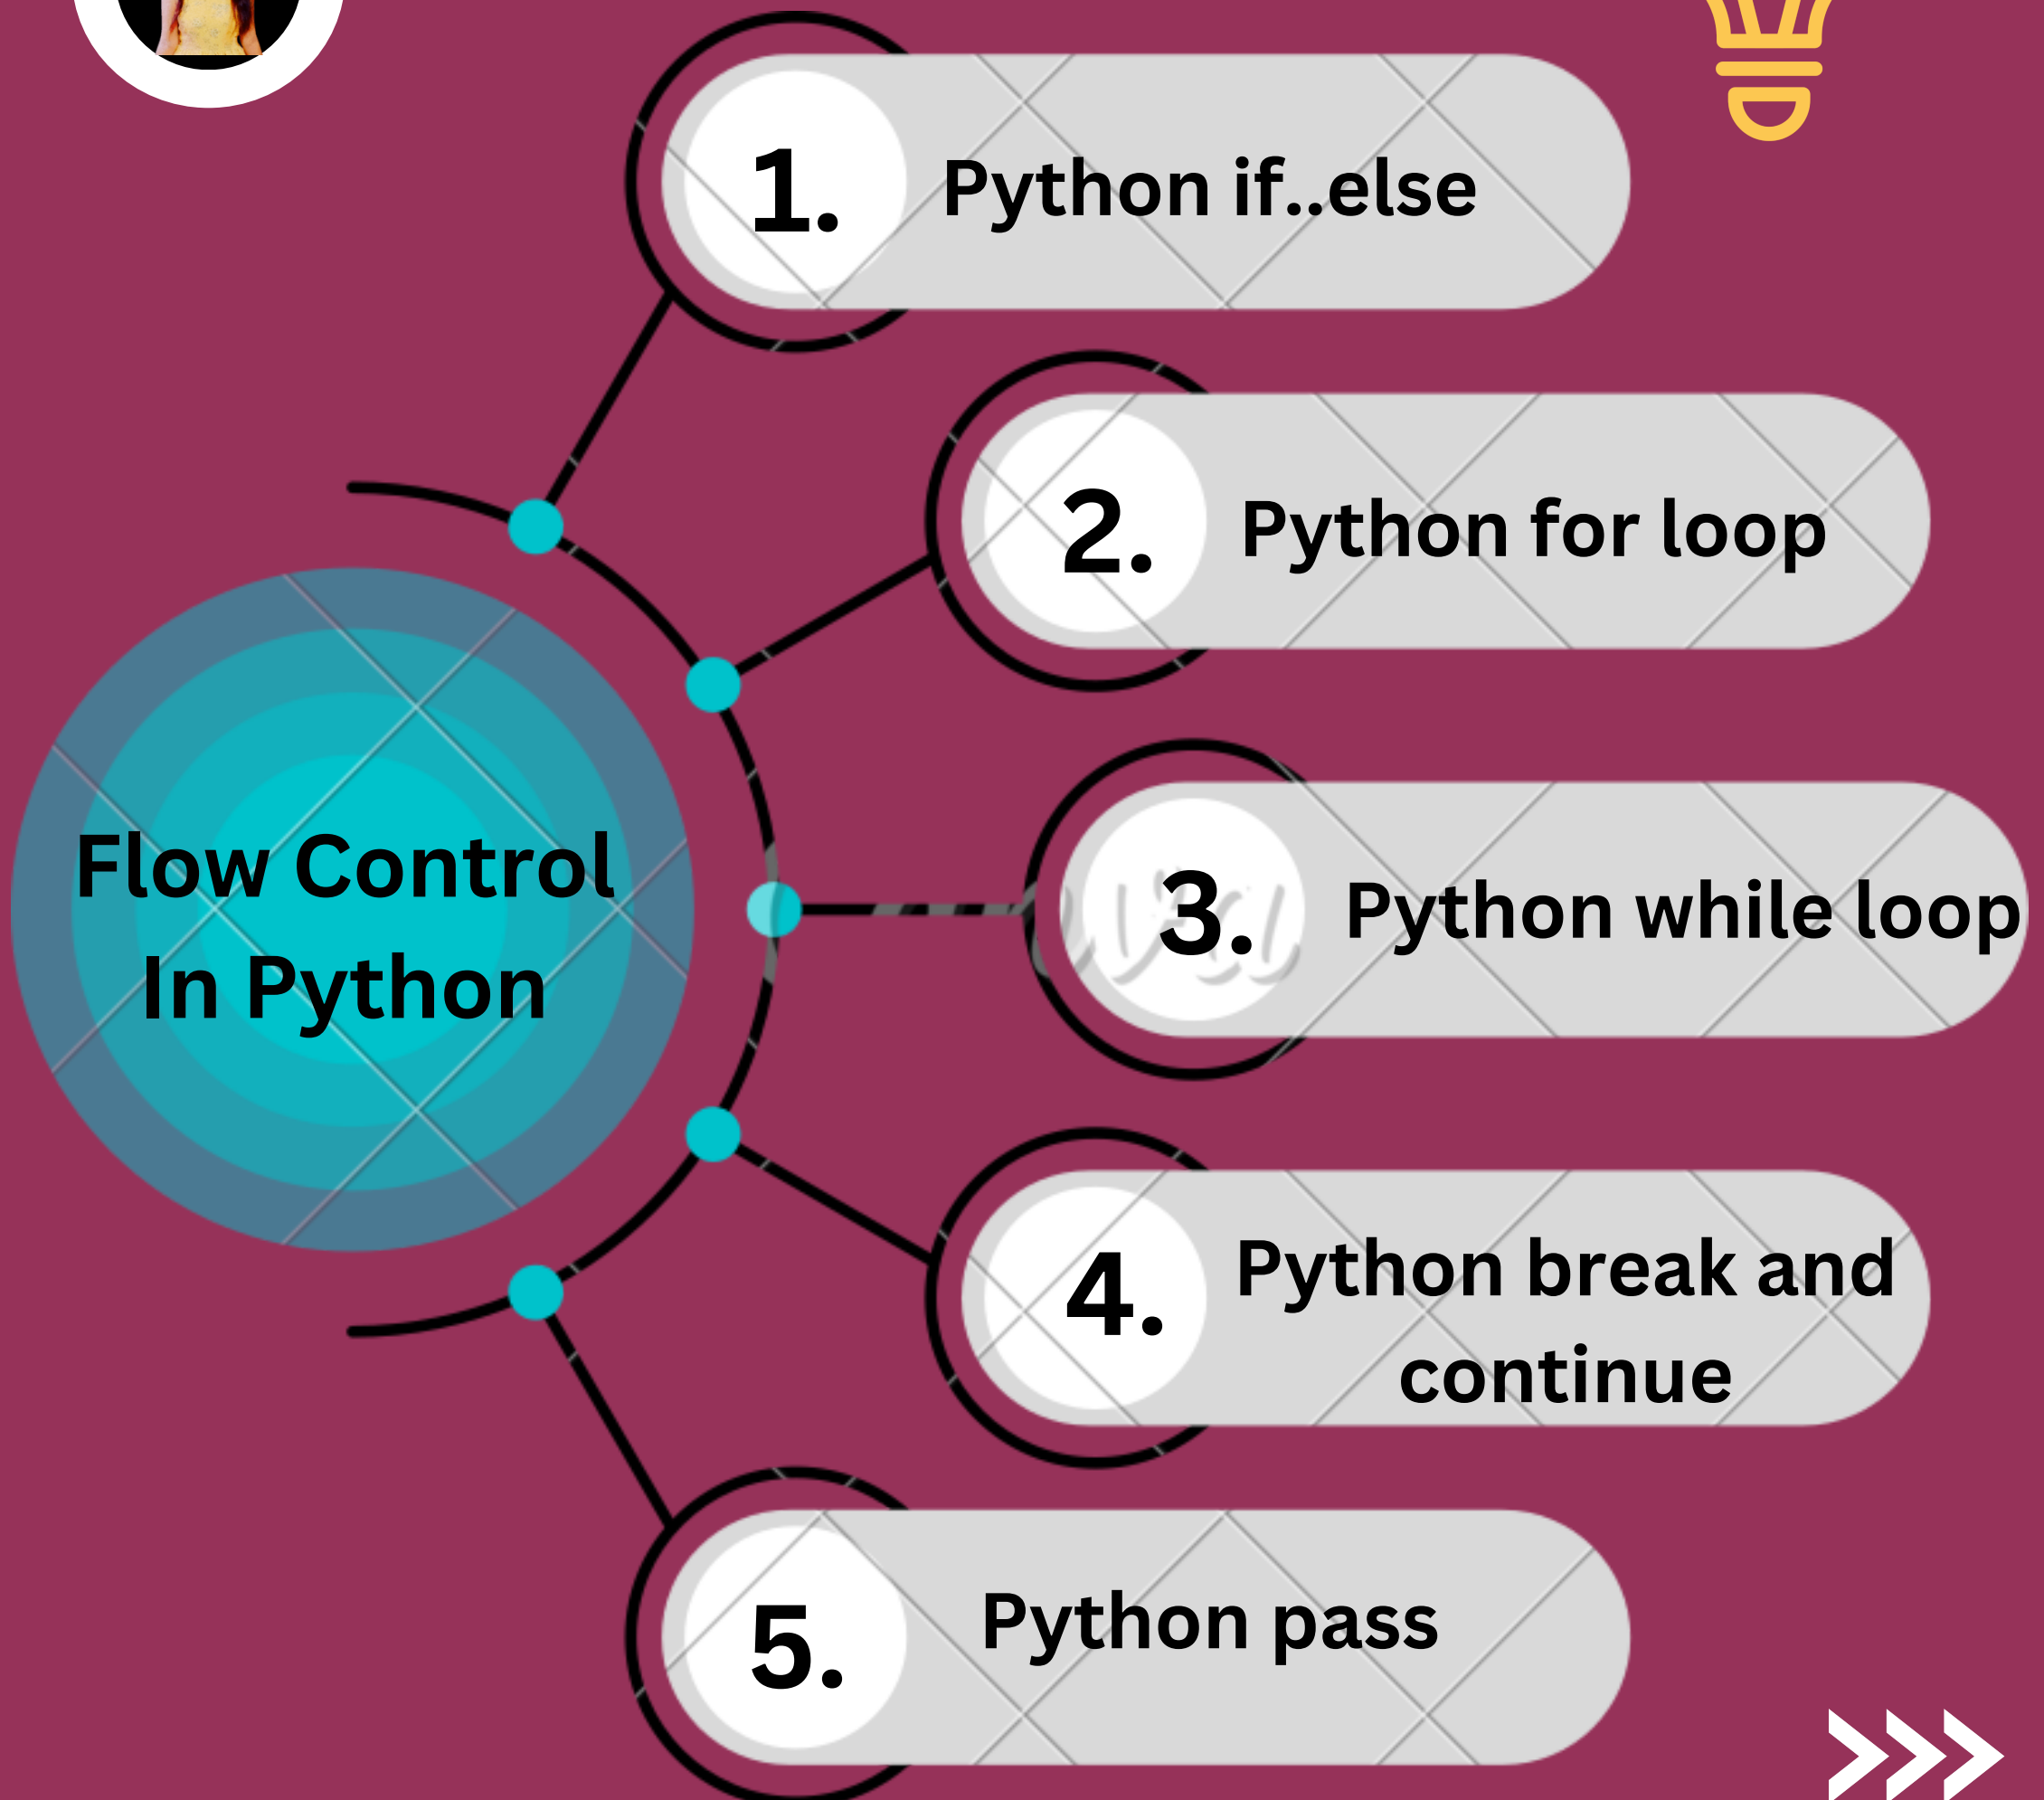 1. Python if..else
2. Python for loop
Flow Control
In Python
3. Python while loop
4. Python break and
continue
5. Python pass